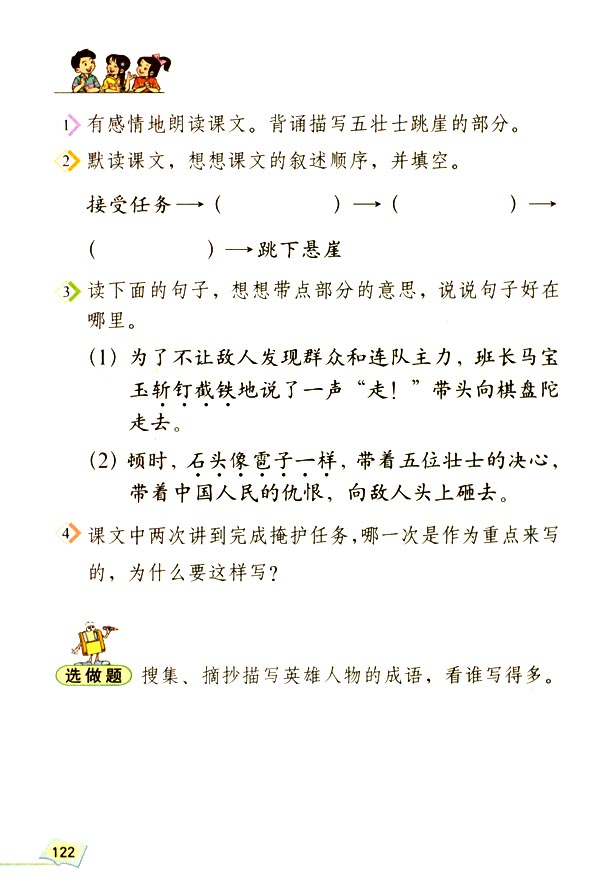 1 有感情地朗读课文。背诵描写五壮士跳崖的部分。
2 默读课文，想想课文的叙述顺序，并填空。
接受任务→（　　　　　）→（　　　　　）→
（　　　　　）→跳下悬崖
3 读下面的句子，想想带点部分的意思，说说句子好在
哪里。
（1）为了不让敌人发现群众和连队主力，班长马宝
玉斩钉截铁地说了一声“走！”带头向棋盘陀
走去。
（2）顿时，石头像雹子一样，带着五位壮士的决心，
带着中国人民的仇恨，向敌人头上砸去。
4 课文中两次讲到完成掩护任务，哪一次是作为重点来写
的，为什么要这样写？
选做题 搜集、摘抄描写英雄人物的成语，看谁写得多。
122